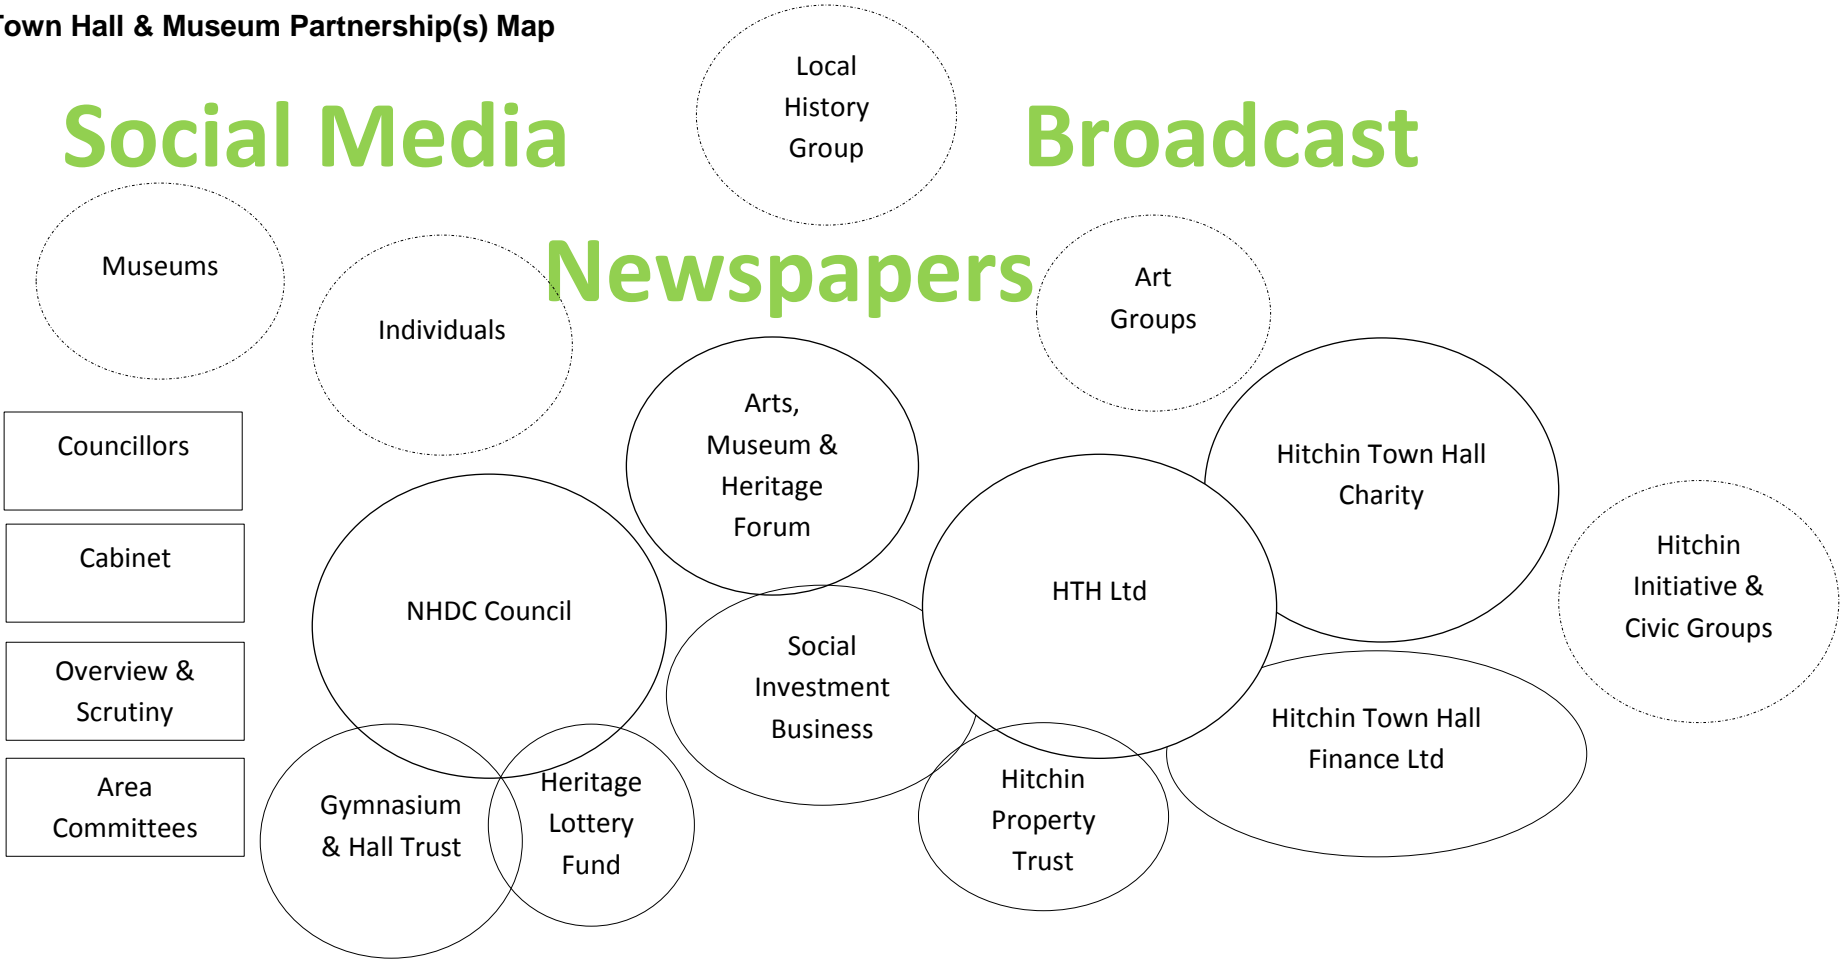 Town Hall & Museum Partnership(s) Map
Local
History
Group
Social Media
Broadcast
Newspapers
Museums
Individuals
Art
Groups
Councillors
Cabinet
Overview &
Scrutiny
Area
Committees
Arts,
Museum &
Heritage
Forum
Hitchin Town Hall
Charity
NHDC Council
HTH Ltd
Hitchin
Initiative &
Civic Groups
Social
Investment
Business
Hitchin Town Hall
Finance Ltd
Gymnasium
& Hall Trust
Heritage
Lottery
Fund
Hitchin
Property
Trust